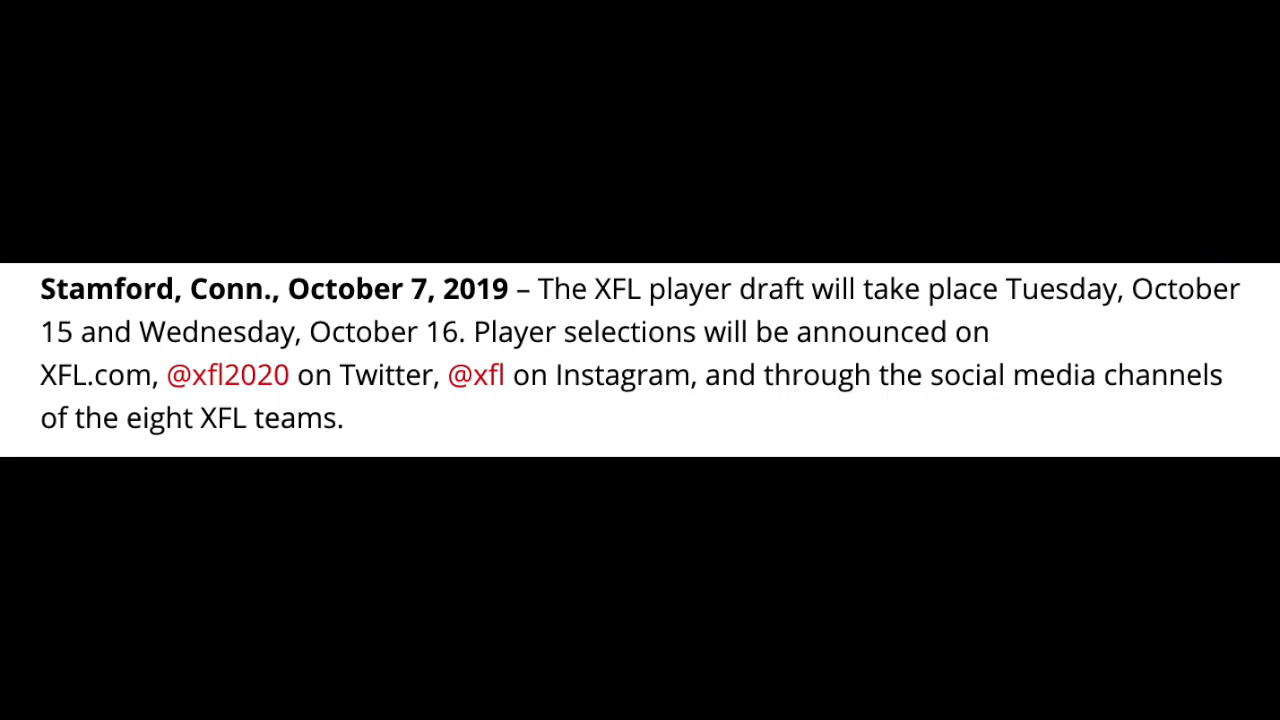 Stamford, Conn., October 7, 2019 – The XFL player draft will take place Tuesday, October
15 and Wednesday, October 16. Player selections will be announced on
XFL.com, @xfl2020 on Twitter, @xfl on Instagram, and through the social media channels
of the eight XFL teams.